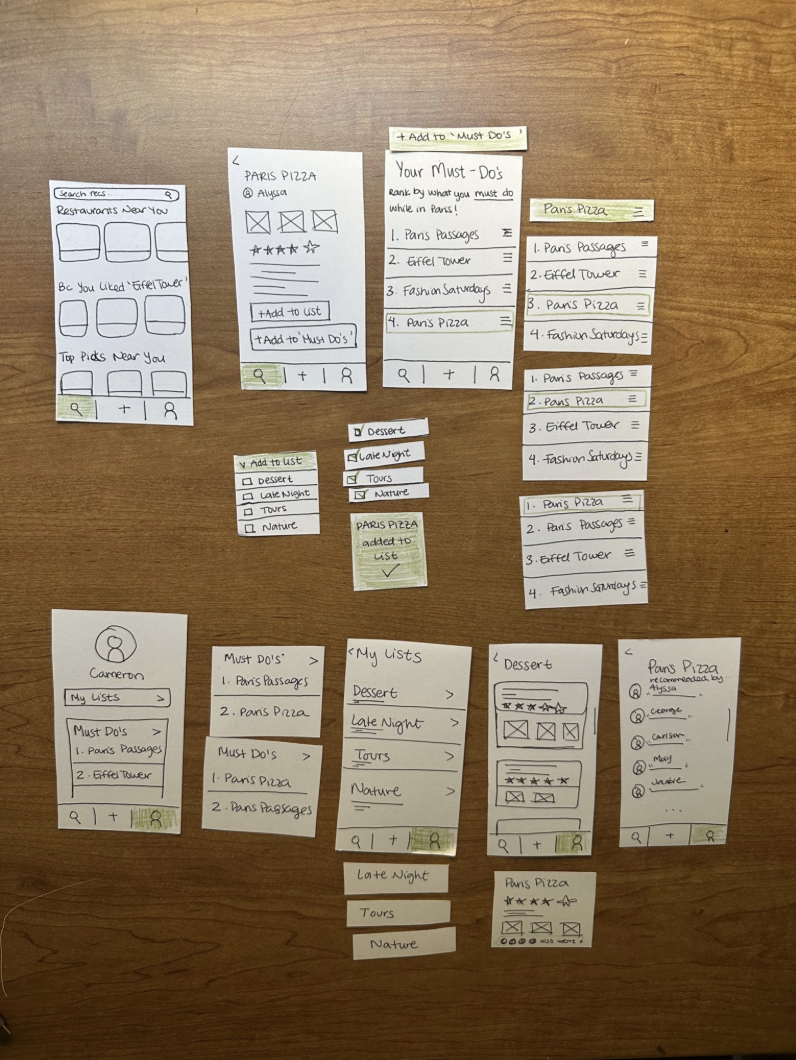 Search recs...
Restaurants Near You
Bc You Liked 'Eiffel Tower'
Top Picks Near You
+
<
PARIS PIZZA
Alyssa
+Add to List
+Add to 'Must Do's'
+
+ Add to 'Must Do's'
Your Must-Do's
Rank by what you must do
while in Paris!
1. Paris Passages
2. Eiffel Tower
3. Fashion Saturdays
4. Paris Pizza
+
Paris Pizza
1. Paris Passages
2. Eiffel Tower
3. Paris Pizza
4. Fashion Saturdays
1. Paris Passages
2. Paris Pizza
3. Eiffel Tower
4. Fashion Saturdays
1. Paris Pizza
2. Paris Passages
3. Eiffel Tower
4. Fashion Saturdays
v Add to List
Dessert
Late Night
Tours
Nature
Dessert
Late Night
Tours
Nature
PARIS PIZZA
added to
List
Cameron
My Lists >
Must Do's >
1. Paris Passages
2. Eiffel Tower
+
Must Do's' >
1. Paris Passages
2. Paris Pizza
Must Do's >
1. Paris Pizza
2. Paris Passages
< My Lists
Dessert >
Late Night >
Tours >
Nature >
+
Late Night
Tours
Nature
<
Dessert
+
Paris Pizza
also went >
<
Paris Pizza
recommended by...
Alyssa
George
Carson
May
...
+